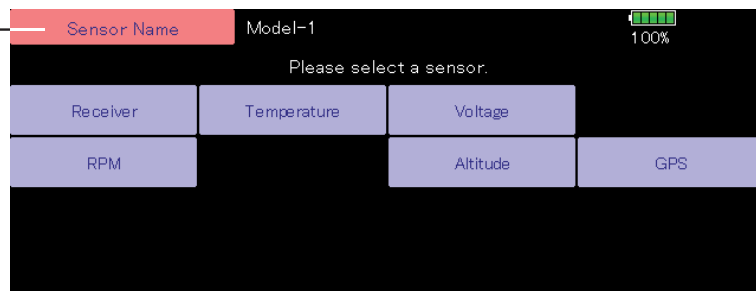 Sensor Name Model-1 100%
Please select a sensor.
Receiver Temperature Voltage
RPM Altitude GPS